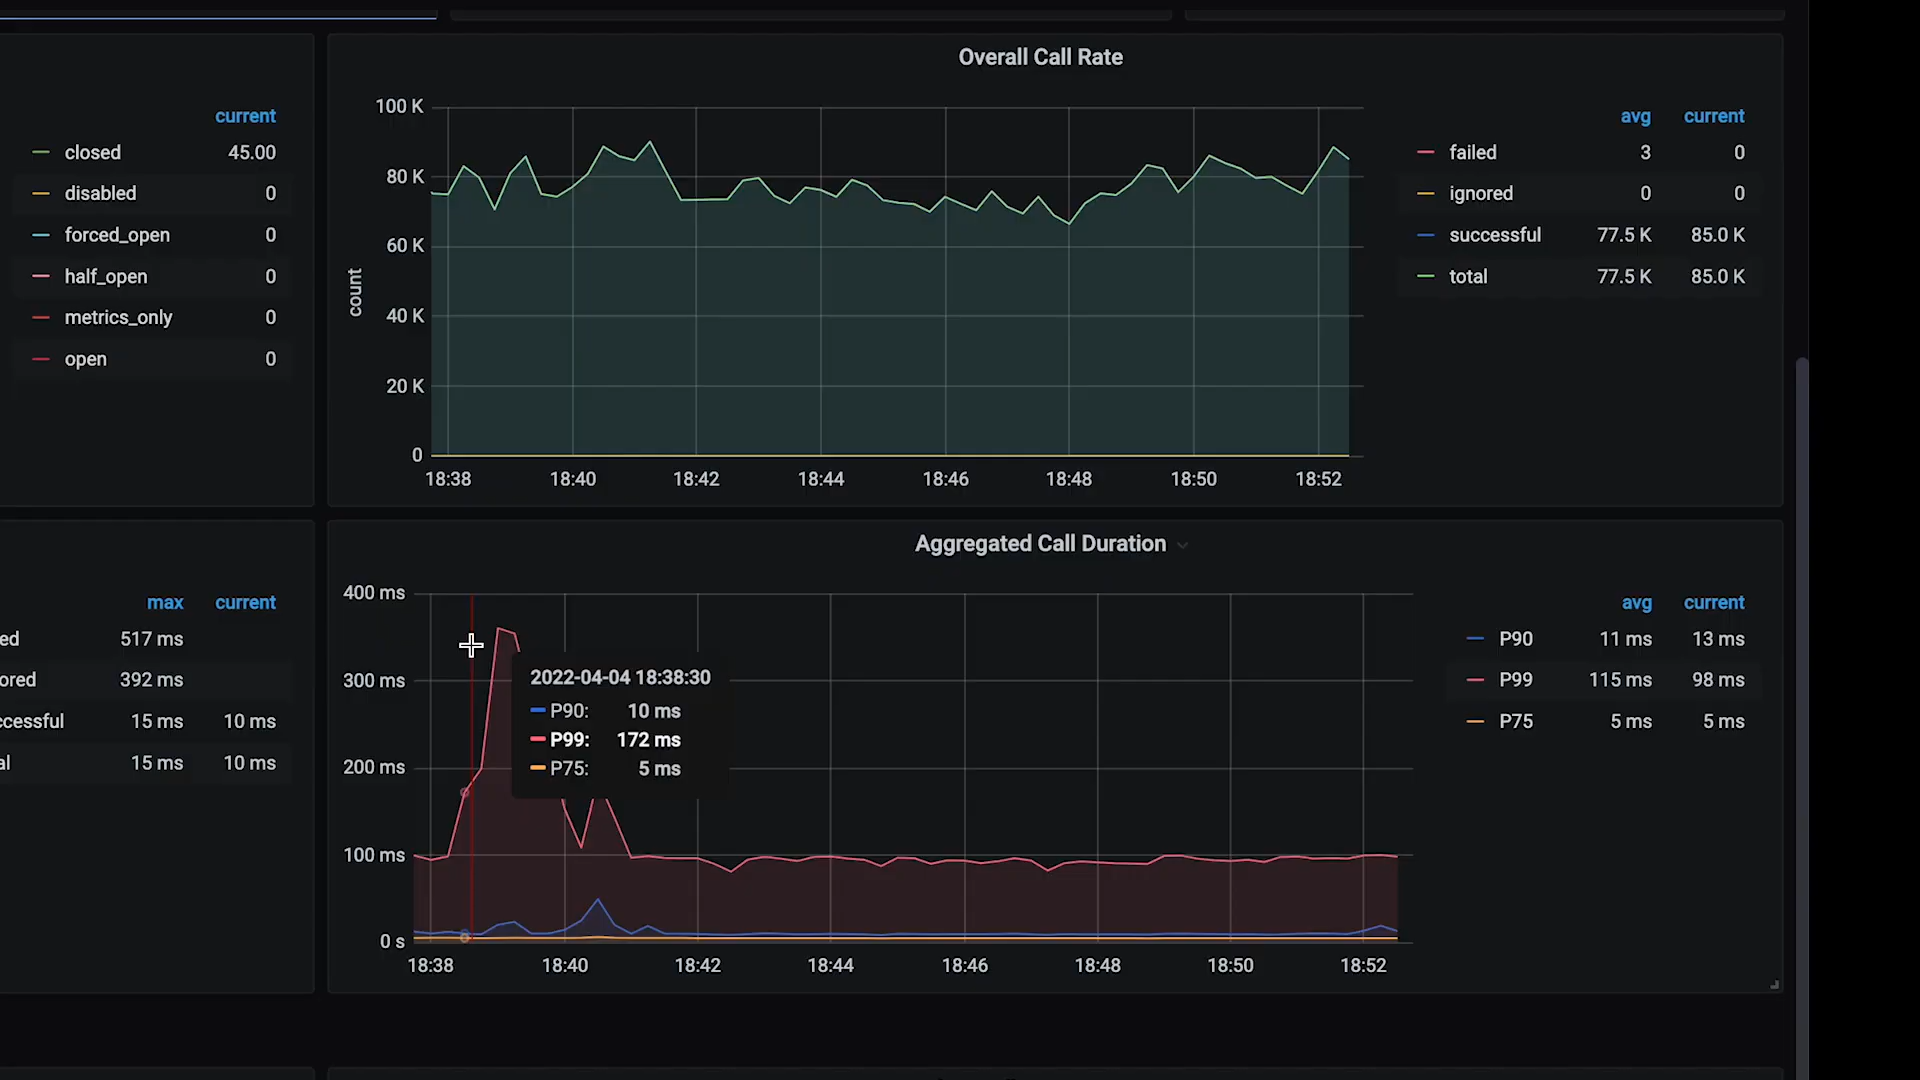 Overall Call Rate
current
closed 45.00
disabled 0
forced_open 0
half_open 0
metrics_only 0
open 0
100 K
80 K
60 K
40 K
20 K
0
count
18:38 18:40 18:42 18:44 18:46 18:48 18:50 18:52
avg current
failed 3 0
ignored 0 0
successful 77.5 K 85.0 K
total 77.5 K 85.0 K
Aggregated Call Duration
max current
ed 517 ms
ored 392 ms
ccessful 15 ms 10 ms
al 15 ms 10 ms
400 ms
300 ms
200 ms
100 ms
0 s
2022-04-04 18:38:30
P90: 10 ms
P99: 172 ms
P75: 5 ms
18:38 18:40 18:42 18:44 18:46 18:48 18:50 18:52
avg current
P90 11 ms 13 ms
P99 115 ms 98 ms
P75 5 ms 5 ms